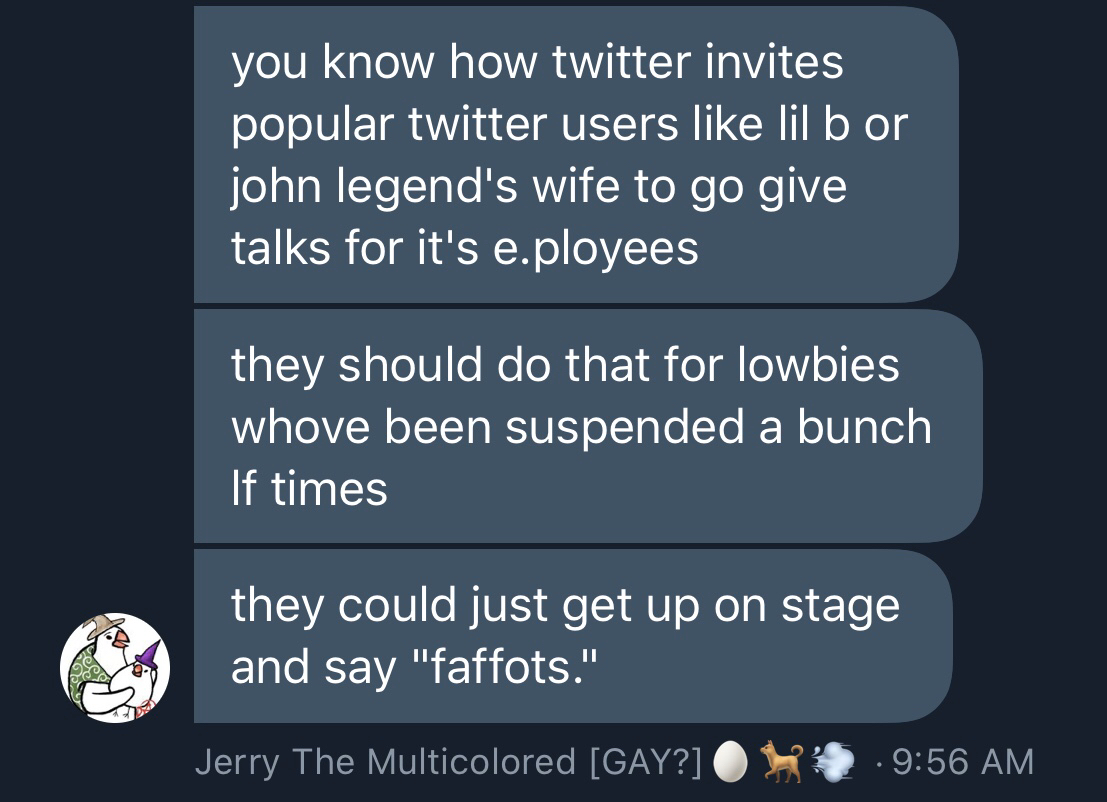 you know how twitter invites
popular twitter users like lil b or
john legend's wife to go give
talks for it's e.ployees
they should do that for lowbies
whove been suspended a bunch
lf times
they could just get up on stage
and say "faffots."
Jerry The Multicolored [GAY?] 🥚 🐕 💨 · 9:56 AM